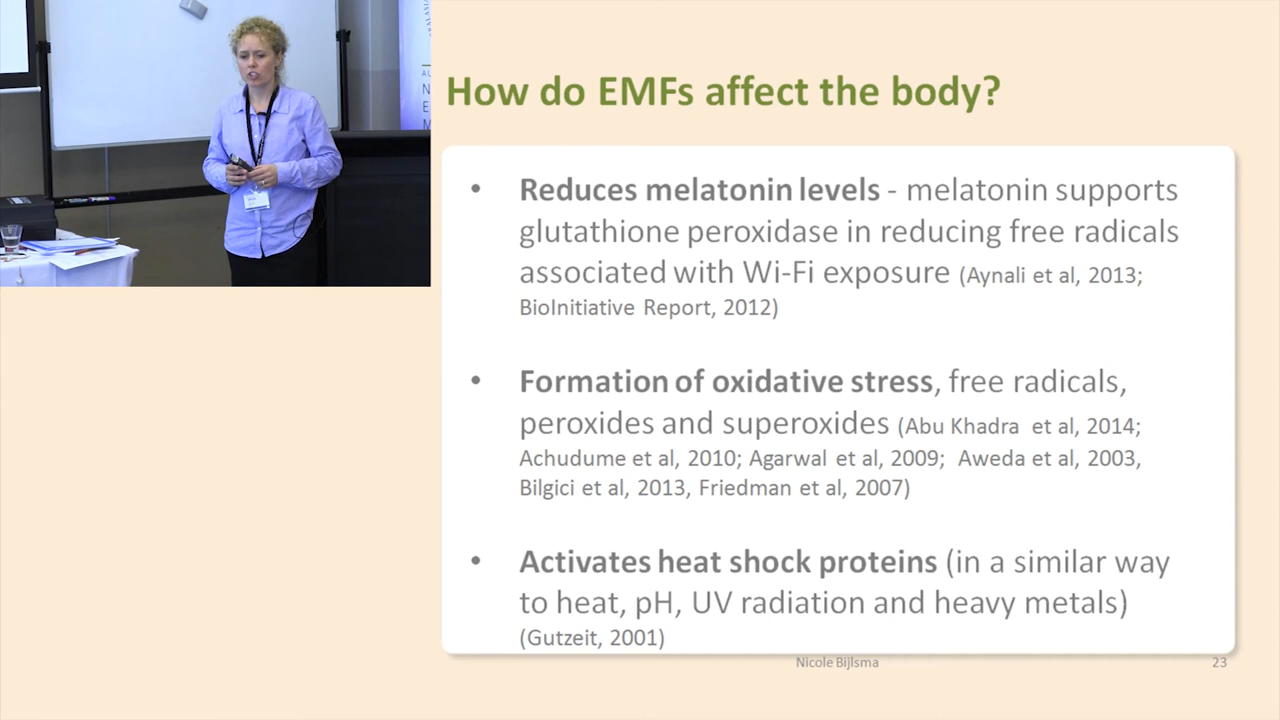 How do EMFs affect the body?
• Reduces melatonin levels - melatonin supports
glutathione peroxidase in reducing free radicals
associated with Wi-Fi exposure (Aynali et al, 2013;
BioInitiative Report, 2012)
• Formation of oxidative stress, free radicals,
peroxides and superoxides (Abu Khadra et al, 2014;
Achudume et al, 2010; Agarwal et al, 2009; Aweda et al, 2003,
Bilgici et al, 2013, Friedman et al, 2007)
• Activates heat shock proteins (in a similar way
to heat, pH, UV radiation and heavy metals)
(Gutzeit, 2001)
Nicole Bijlsma
23